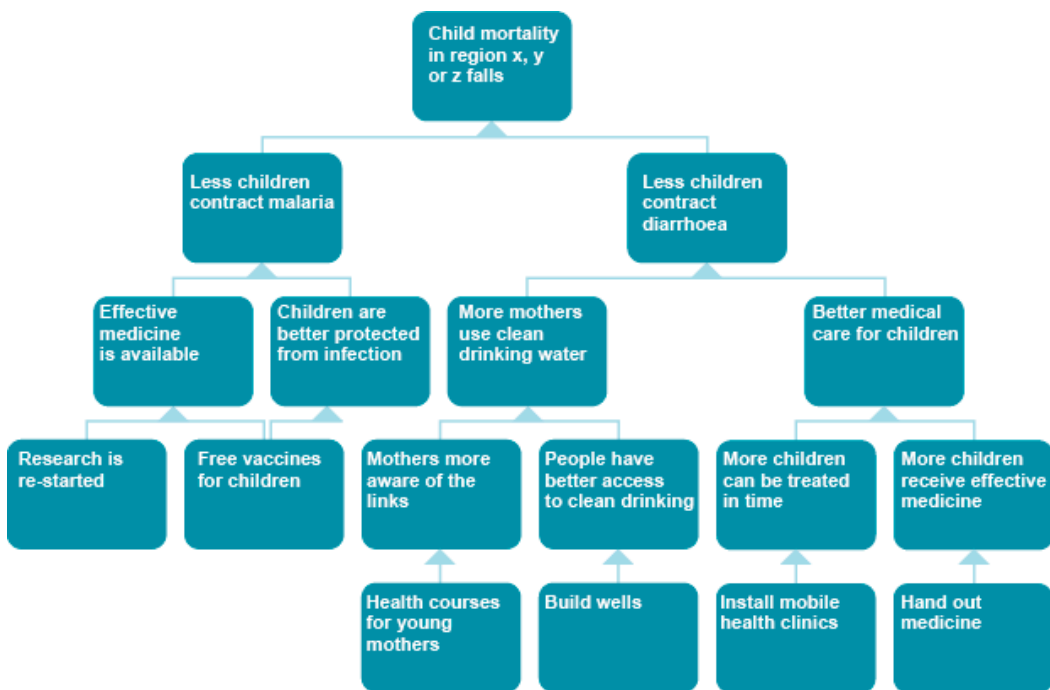 Child mortality
in region x, y
or z falls
Less children
contract malaria
Less children
contract
diarrhoea
Effective
medicine
is available
Children are
better protected
from infection
More mothers
use clean
drinking water
Better medical
care for children
Research is
re-started
Free vaccines
for children
Mothers more
aware of the
links
People have
better access
to clean drinking
More children
can be treated
in time
More children
receive effective
medicine
Health courses
for young
mothers
Build wells
Install mobile
health clinics
Hand out
medicine